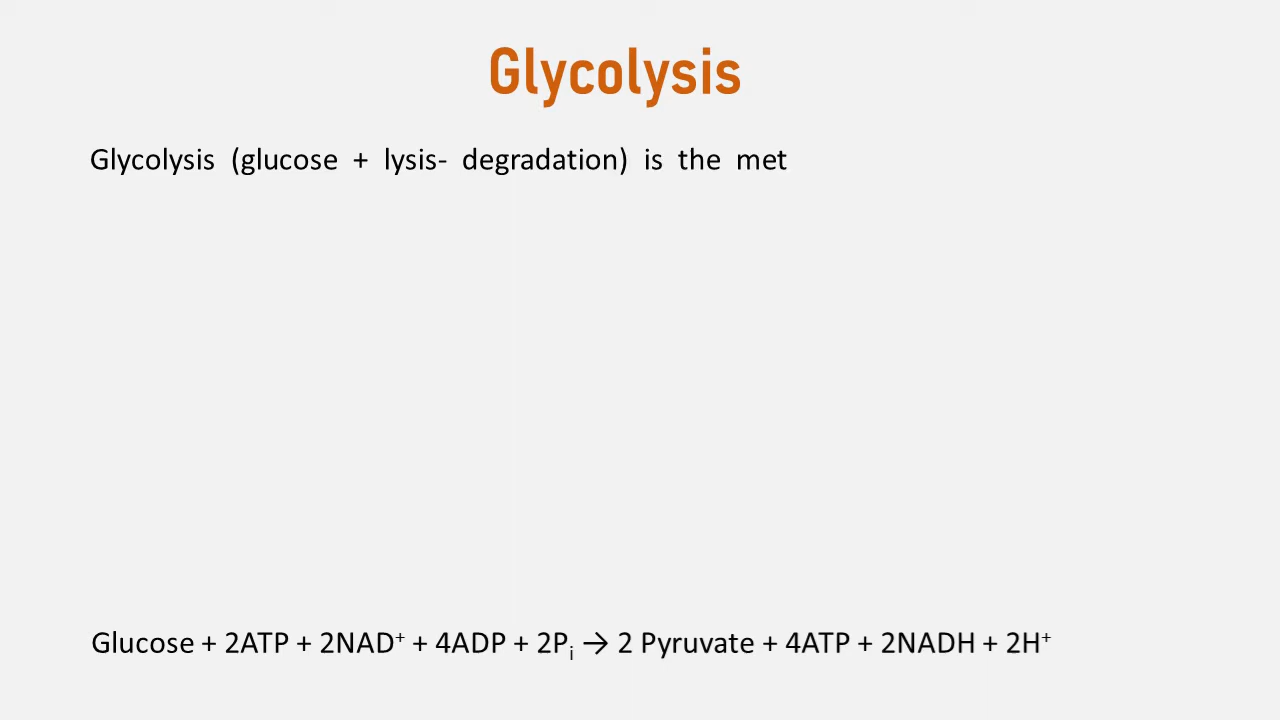 Glycolysis
Glycolysis (glucose + lysis- degradation) is the met
Glucose + 2ATP + 2NAD⁺ + 4ADP + 2Pᵢ → 2 Pyruvate + 4ATP + 2NADH + 2H⁺